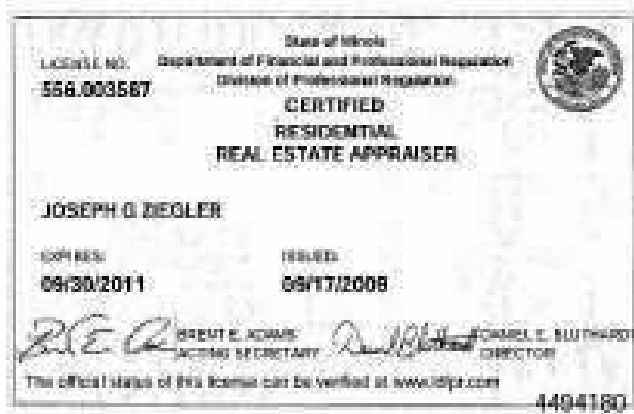 State of Illinois
LICENSE NO. Department of Financial and Professional Regulation
556.003567 Division of Professional Regulation
CERTIFIED
RESIDENTIAL
REAL ESTATE APPRAISER
JOSEPH G ZIEGLER
EXPIRES: ISSUED:
09/30/2011 09/17/2009
BRENT E. ADAMS DANIEL E. BLUTHARDT
ACTING SECRETARY DIRECTOR
The official status of this license can be verified at www.idfpr.com
4494180